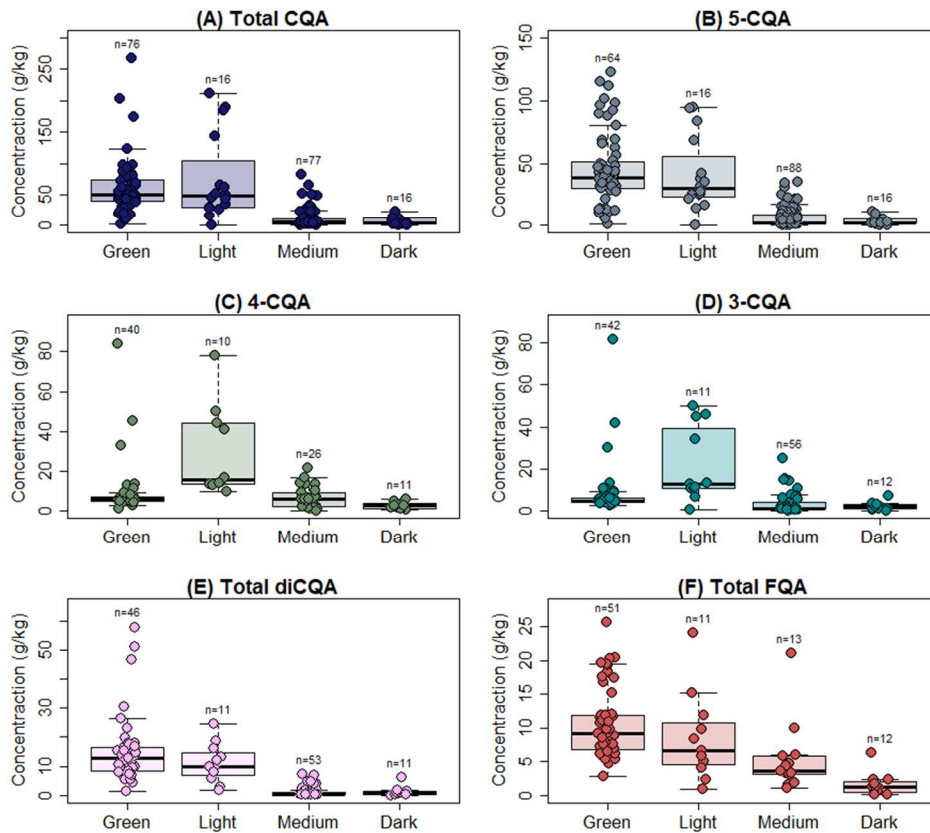 (A) Total CQA
Concentraction (g/kg)
250
150
50
0
n=76
n=16
n=77
n=16
Green Light Medium Dark
(B) 5-CQA
Concentraction (g/kg)
150
100
50
0
n=64
n=16
n=88
n=16
Green Light Medium Dark
(C) 4-CQA
Concentraction (g/kg)
80
60
40
20
0
n=40
n=10
n=26
n=11
Green Light Medium Dark
(D) 3-CQA
Concentraction (g/kg)
80
60
40
20
0
n=42
n=11
n=56
n=12
Green Light Medium Dark
(E) Total diCQA
Concentraction (g/kg)
50
30
10
0
n=46
n=11
n=53
n=11
Green Light Medium Dark
(F) Total FQA
Concentraction (g/kg)
25
20
15
10
5
0
n=51
n=11
n=13
n=12
Green Light Medium Dark